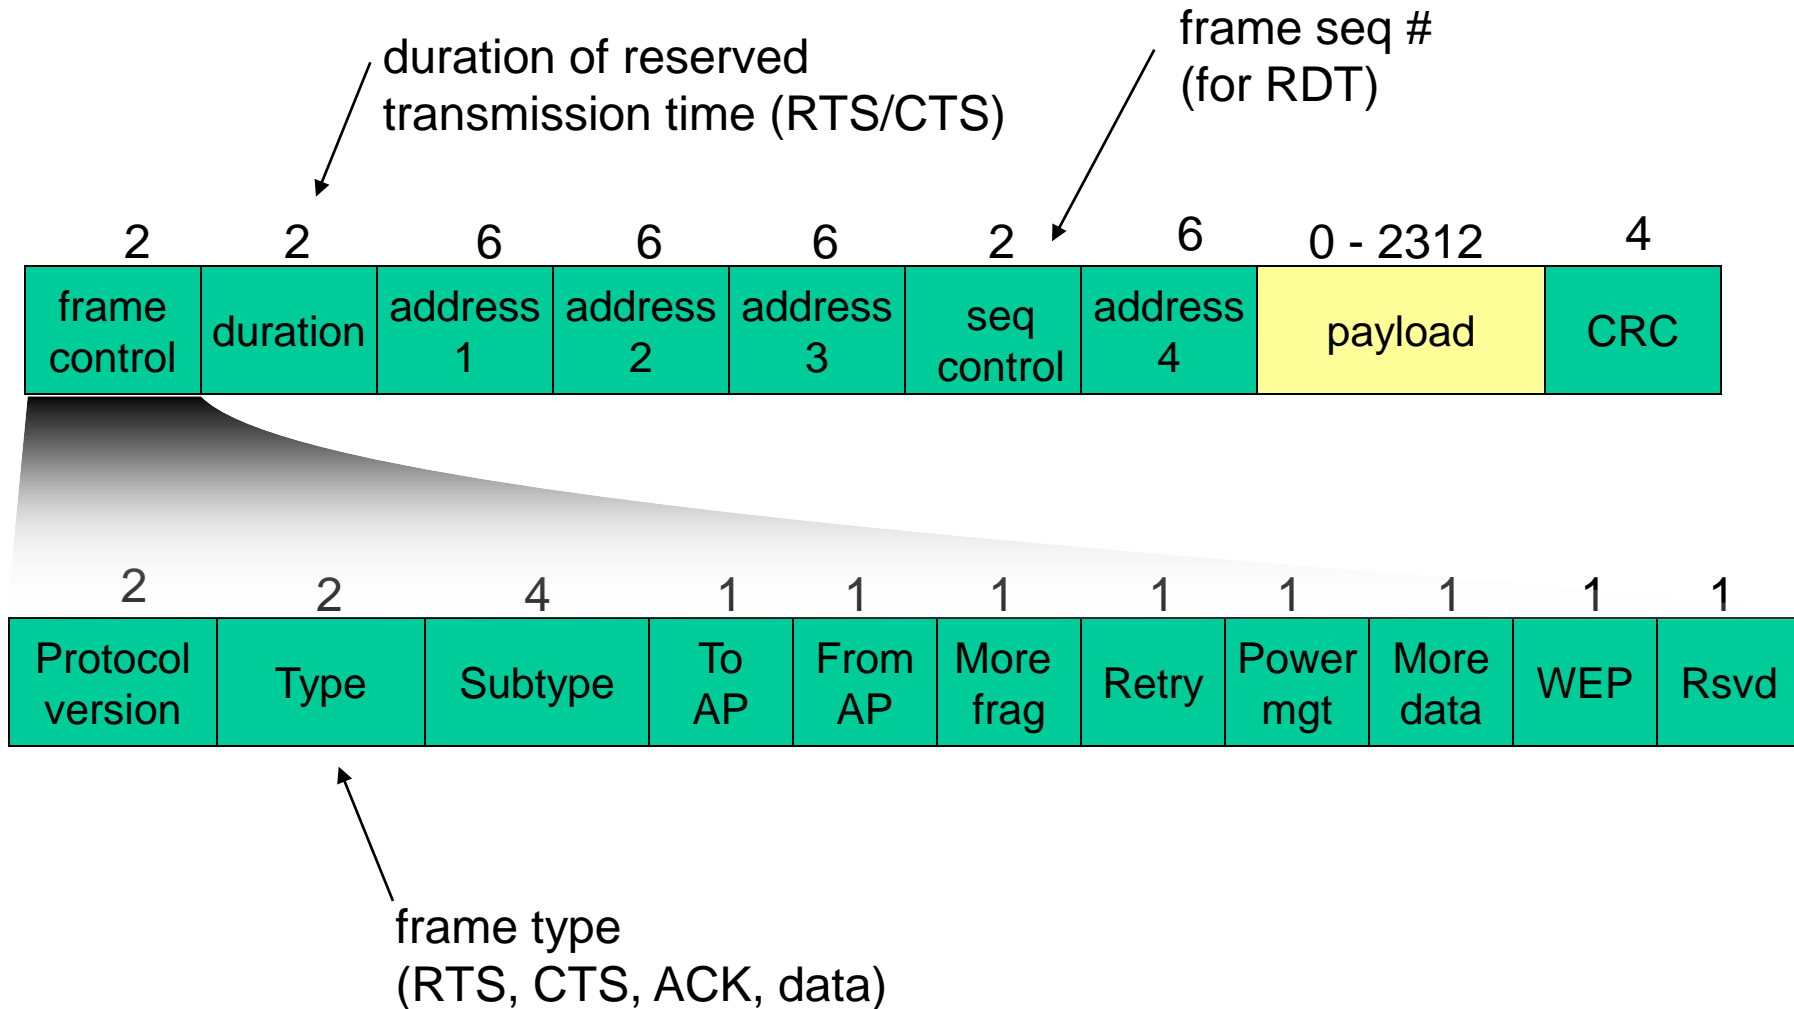 duration of reserved
transmission time (RTS/CTS)
frame seq #
(for RDT)
2 2 6 6 6 2 6 0 - 2312 4
frame control
duration
address 1
address 2
address 3
seq control
address 4
payload
CRC
2 2 4 1 1 1 1 1 1 1 1
Protocol version
Type
Subtype
To AP
From AP
More frag
Retry
Power mgt
More data
WEP
Rsvd
frame type
(RTS, CTS, ACK, data)